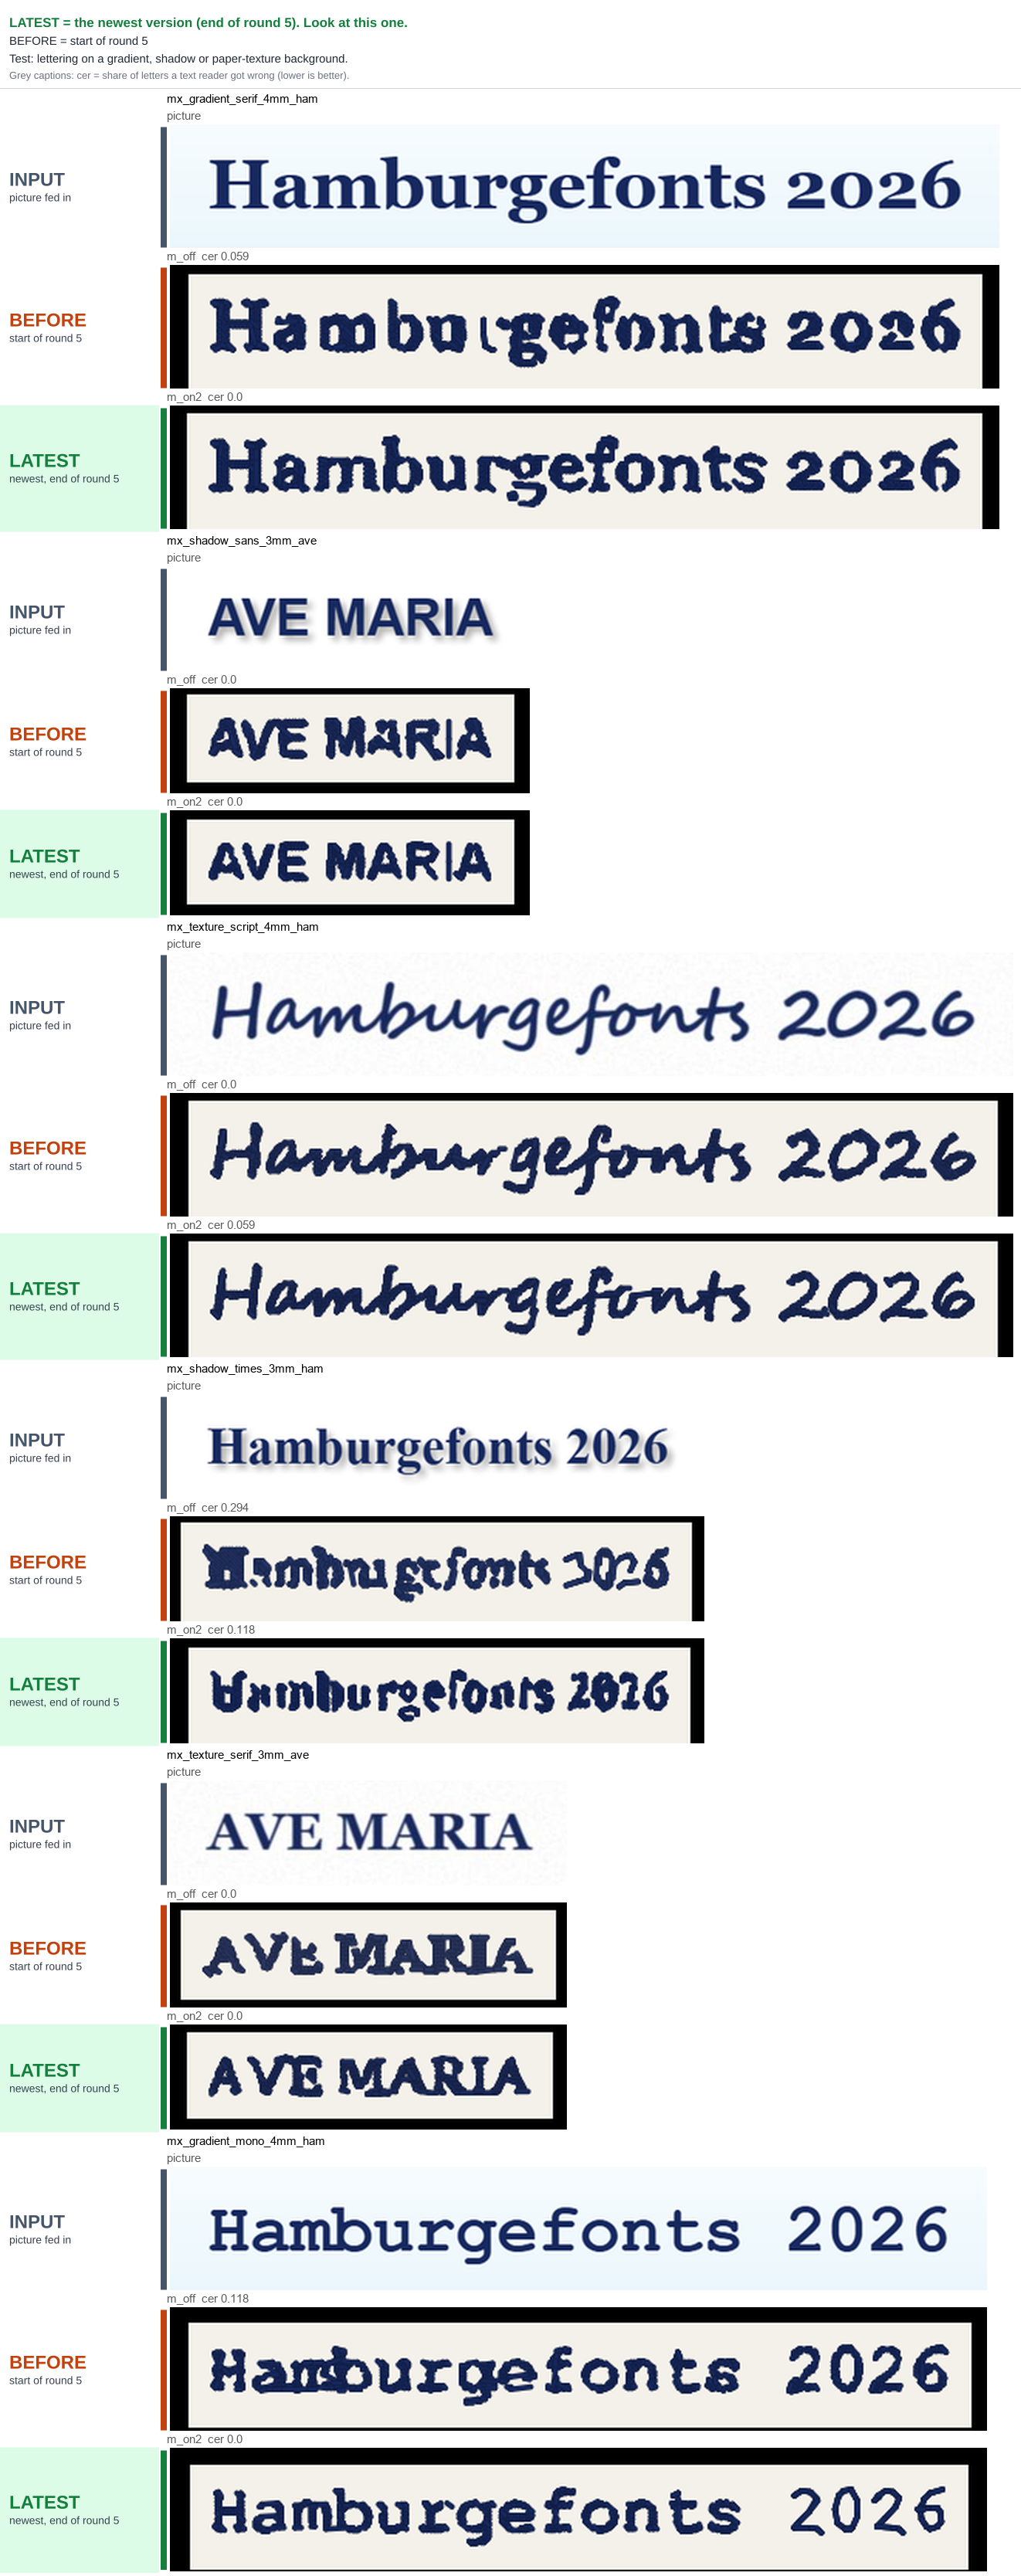 LATEST = the newest version (end of round 5). Look at this one.
BEFORE = start of round 5
Test: lettering on a gradient, shadow or paper-texture background.
Grey captions: cer = share of letters a text reader got wrong (lower is better).
mx_gradient_serif_4mm_ham
picture
INPUT
picture fed in
Hamburgefonts 2026
m_off cer 0.059
BEFORE
start of round 5
Hamburgefonts 2026
m_on2 cer 0.0
LATEST
newest, end of round 5
Hamburgefonts 2026
mx_shadow_sans_3mm_ave
picture
INPUT
picture fed in
AVE MARIA
m_off cer 0.0
BEFORE
start of round 5
AVE MARIA
m_on2 cer 0.0
LATEST
newest, end of round 5
AVE MARIA
mx_texture_script_4mm_ham
picture
INPUT
picture fed in
Hamburgefonts 2026
m_off cer 0.0
BEFORE
start of round 5
Hamburgefonts 2026
m_on2 cer 0.059
LATEST
newest, end of round 5
Hamburgefonts 2026
mx_shadow_times_3mm_ham
picture
INPUT
picture fed in
Hamburgefonts 2026
m_off cer 0.294
BEFORE
start of round 5
Hamburgefonts 2026
m_on2 cer 0.118
LATEST
newest, end of round 5
Hamburgefonts 2026
mx_texture_serif_3mm_ave
picture
INPUT
picture fed in
AVE MARIA
m_off cer 0.0
BEFORE
start of round 5
AVE MARIA
m_on2 cer 0.0
LATEST
newest, end of round 5
AVE MARIA
mx_gradient_mono_4mm_ham
picture
INPUT
picture fed in
Hamburgefonts 2026
m_off cer 0.118
BEFORE
start of round 5
Hamburgefonts 2026
m_on2 cer 0.0
LATEST
newest, end of round 5
Hamburgefonts 2026